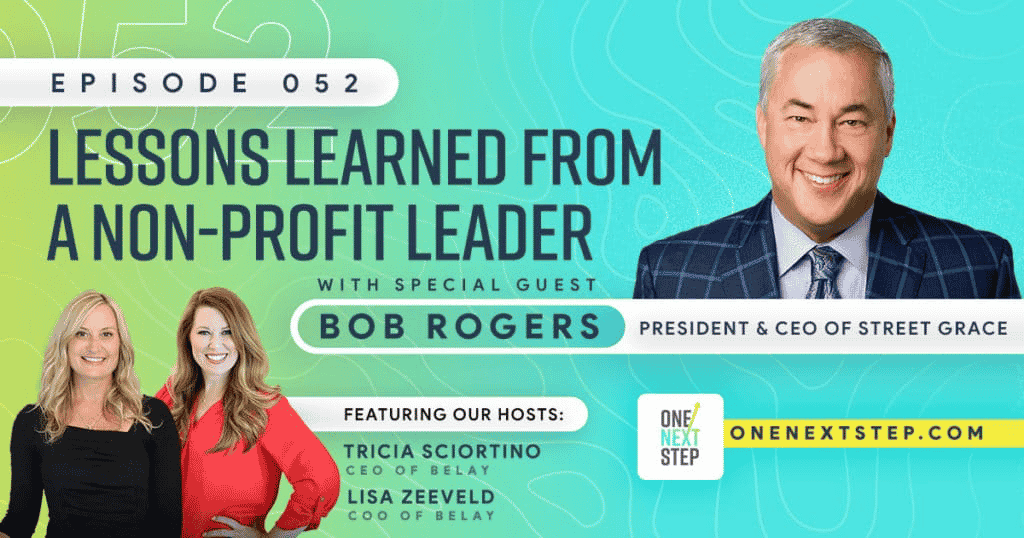 052
EPISODE 052
LESSONS LEARNED FROM
A NON-PROFIT LEADER
WITH SPECIAL GUEST
BOB ROGERS
PRESIDENT & CEO OF STREET GRACE
FEATURING OUR HOSTS:
TRICIA SCIORTINO
CEO OF BELAY
LISA ZEEVELD
COO OF BELAY
ONE
NEXT
STEP
ONENEXTSTEP.COM